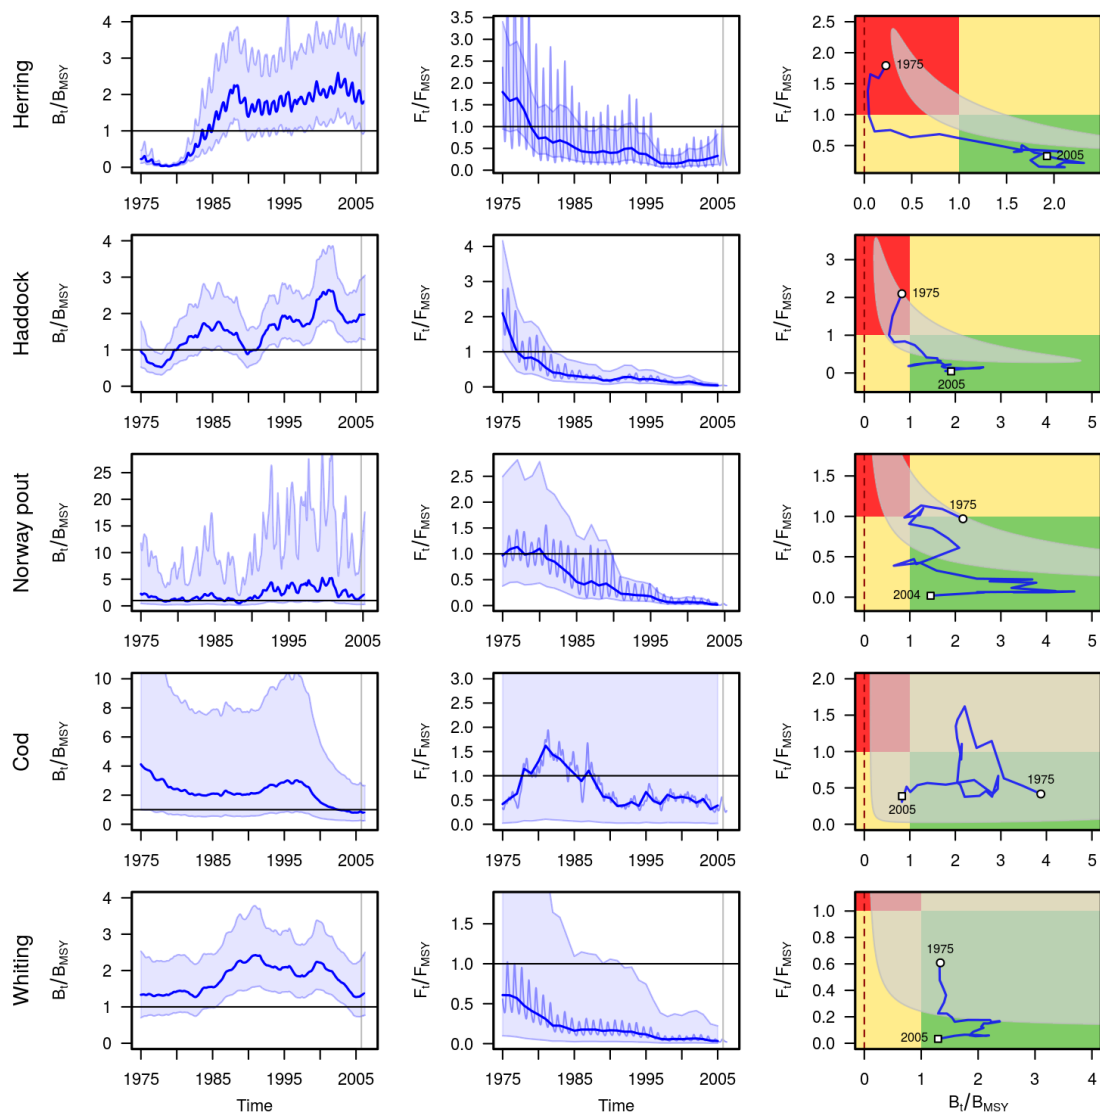 Herring
B_t/B_MSY
4
3
2
1
0
1975 1985 1995 2005
F_t/F_MSY
3.5
3.0
2.5
2.0
1.5
1.0
0.5
0.0
1975 1985 1995 2005
F_t/F_MSY
2.5
2.0
1.5
1.0
0.5
1975
2005
0.0 0.5 1.0 2.0
Haddock
B_t/B_MSY
4
3
2
1
0
1975 1985 1995 2005
F_t/F_MSY
4
3
2
1
0
1975 1985 1995 2005
F_t/F_MSY
3
2
1
0
1975
2005
0 1 2 3 4 5
Norway pout
B_t/B_MSY
25
20
15
10
5
0
1975 1985 1995 2005
F_t/F_MSY
2.5
2.0
1.5
1.0
0.5
0.0
1975 1985 1995 2005
F_t/F_MSY
1.5
1.0
0.5
0.0
1975
2004
0 1 2 3 4 5
Cod
B_t/B_MSY
10
8
6
4
2
0
1975 1985 1995 2005
F_t/F_MSY
3.0
2.5
2.0
1.5
1.0
0.5
0.0
1975 1985 1995 2005
F_t/F_MSY
2.0
1.5
1.0
0.5
0.0
1975
2005
0 1 2 3 4 5
Whiting
B_t/B_MSY
4
3
2
1
0
1975 1985 1995 2005
Time
F_t/F_MSY
1.5
1.0
0.5
0.0
1975 1985 1995 2005
Time
F_t/F_MSY
1.0
0.8
0.6
0.4
0.2
0.0
1975
2005
0 1 2 3 4
B_t/B_MSY